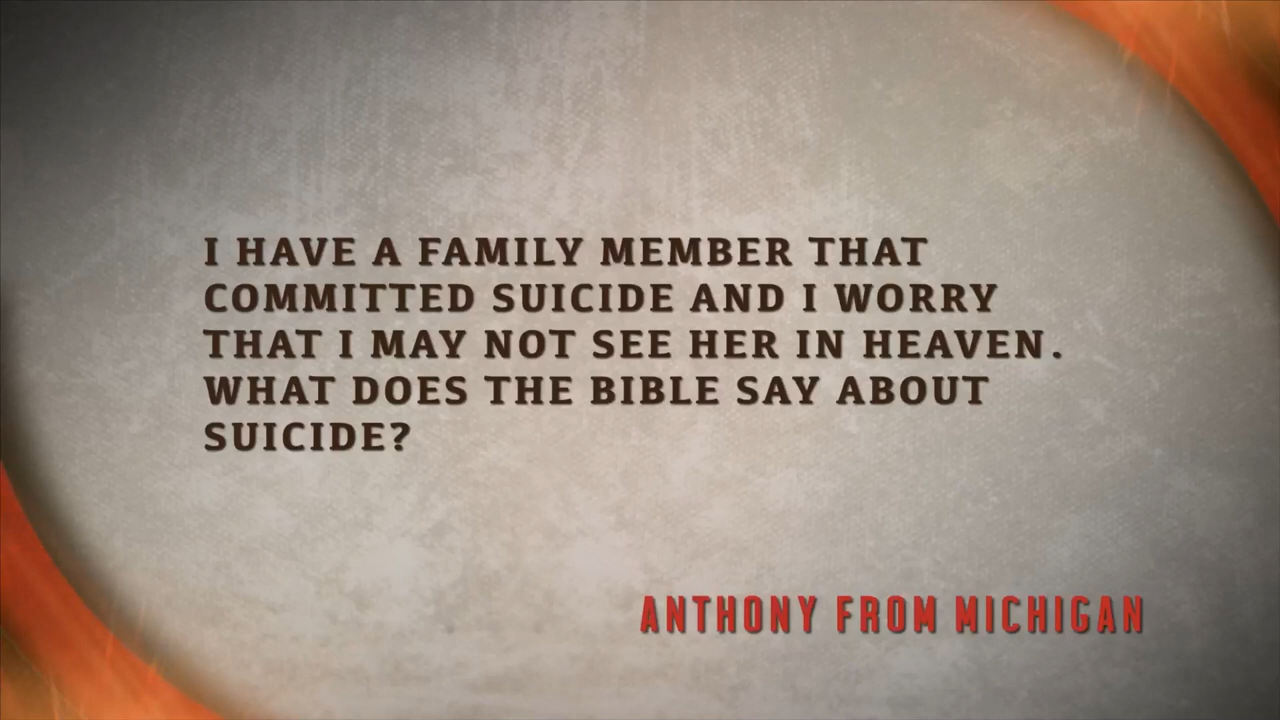 I HAVE A FAMILY MEMBER THAT
COMMITTED SUICIDE AND I WORRY
THAT I MAY NOT SEE HER IN HEAVEN.
WHAT DOES THE BIBLE SAY ABOUT
SUICIDE?
ANTHONY FROM MICHIGAN